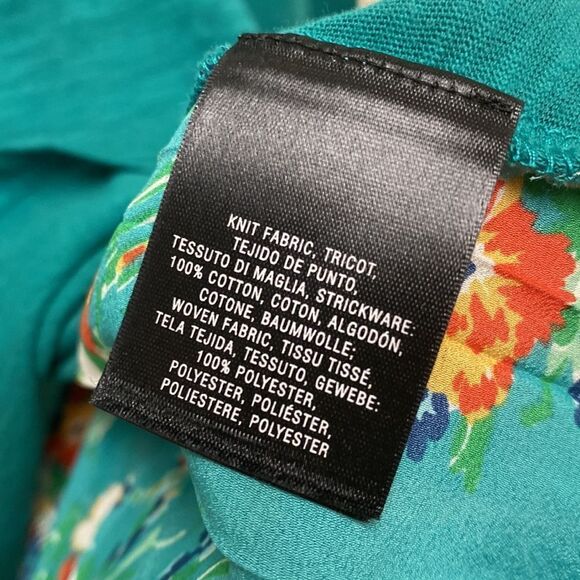 KNIT FABRIC, TRICOT,
TEJIDO DE PUNTO,
TESSUTO DI MAGLIA, STRICKWARE:
100% COTTON, COTON, ALGODÓN,
COTONE, BAUMWOLLE;
WOVEN FABRIC, TISSU TISSÉ,
TELA TEJIDA, TESSUTO, GEWEBE:
100% POLYESTER,
POLYESTER, POLIÉSTER,
POLIESTERE, POLYESTER